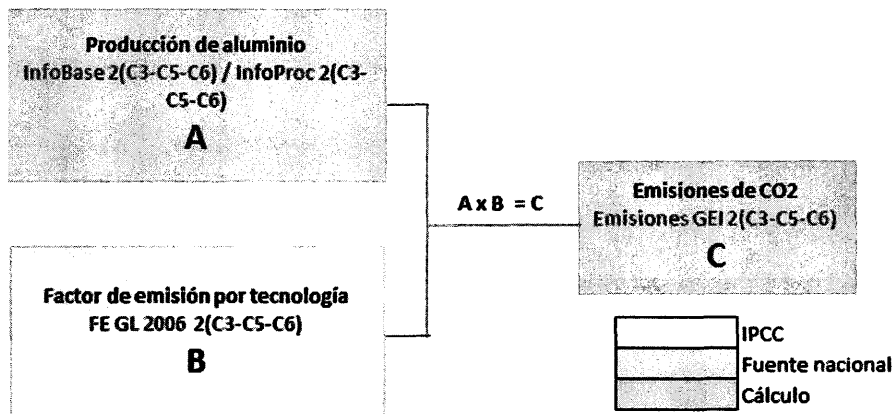 Producción de aluminio
InfoBase 2(C3-C5-C6) / InfoProc 2(C3-
C5-C6)
A
A x B = C
Emisiones de CO2
Emisiones GEI 2(C3-C5-C6)
C
Factor de emisión por tecnología
FE GL 2006 2(C3-C5-C6)
B
IPCC
Fuente nacional
Cálculo